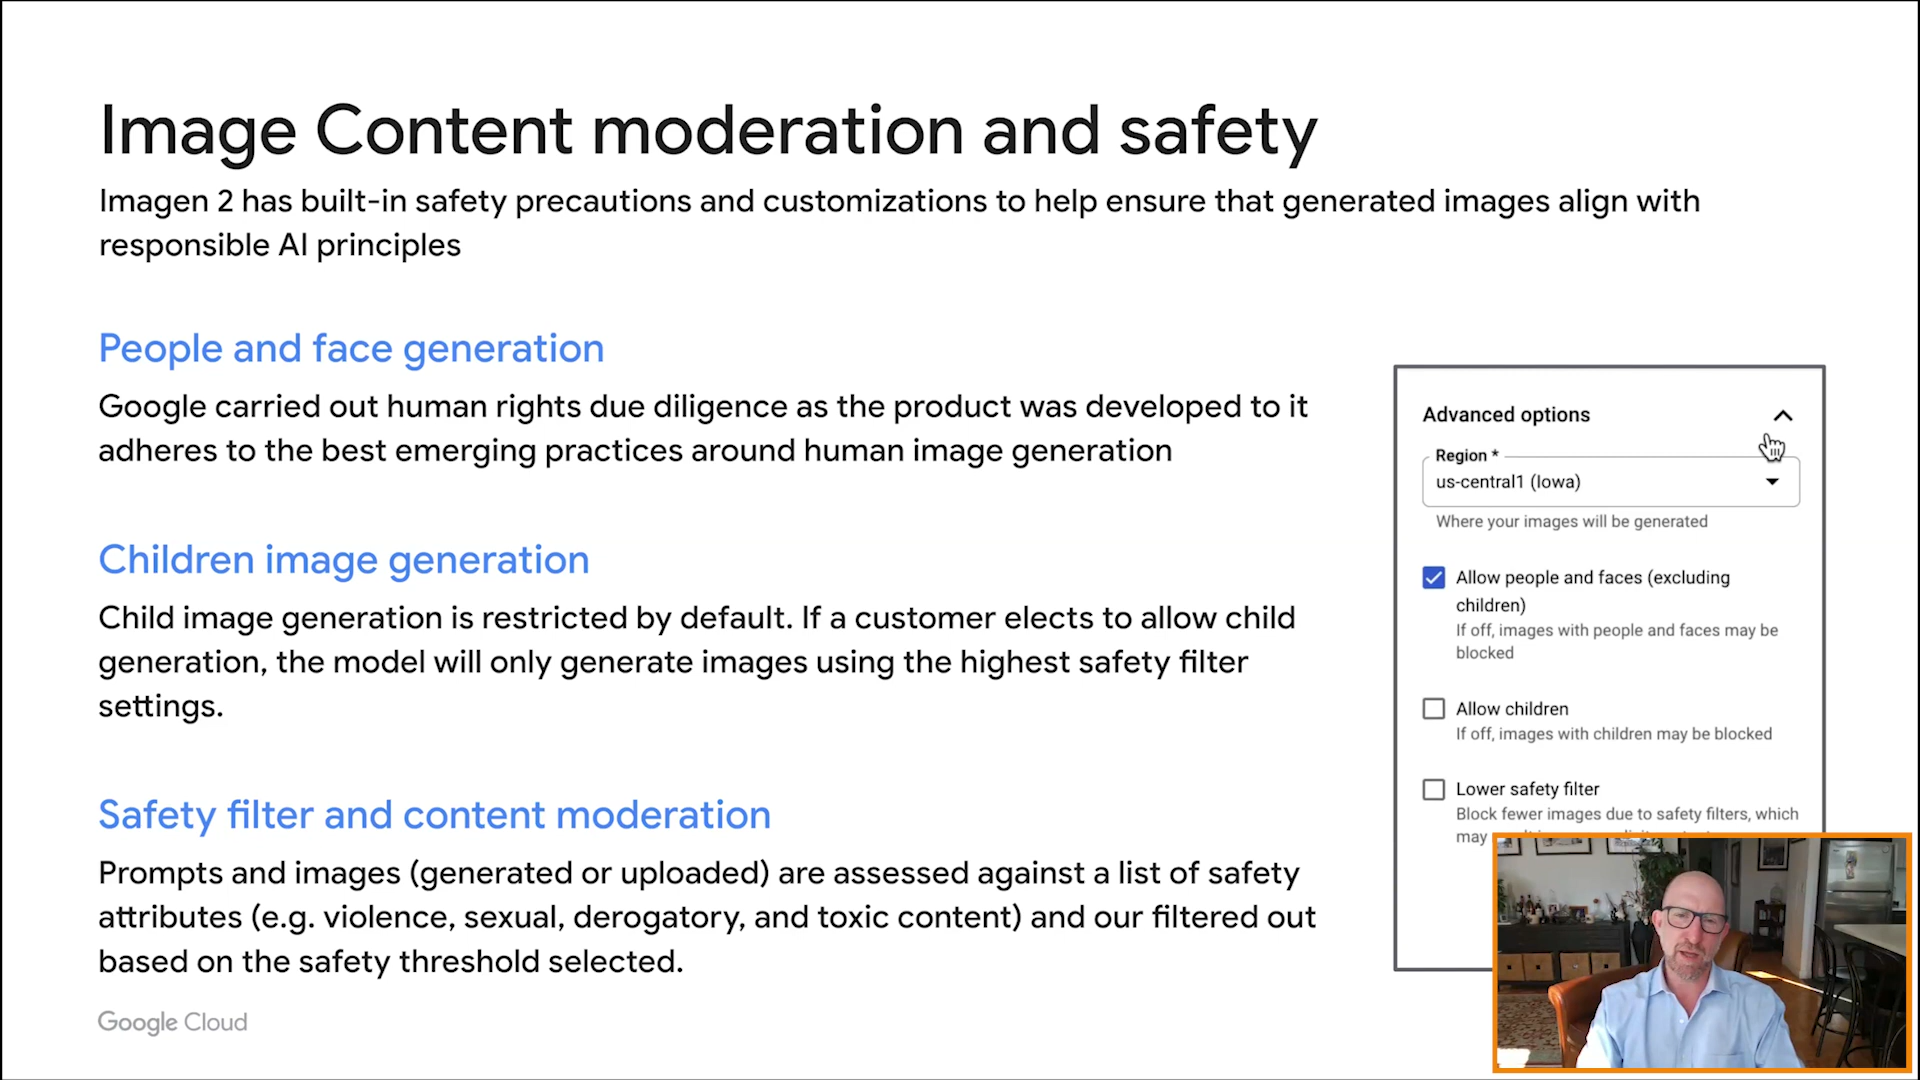 Image Content moderation and safety
Imagen 2 has built-in safety precautions and customizations to help ensure that generated images align with
responsible AI principles
People and face generation
Google carried out human rights due diligence as the product was developed to it
adheres to the best emerging practices around human image generation
Children image generation
Child image generation is restricted by default. If a customer elects to allow child
generation, the model will only generate images using the highest safety filter
settings.
Safety filter and content moderation
Prompts and images (generated or uploaded) are assessed against a list of safety
attributes (e.g. violence, sexual, derogatory, and toxic content) and our filtered out
based on the safety threshold selected.
Google Cloud
Advanced options
Region *
us-central1 (Iowa)
Where your images will be generated
Allow people and faces (excluding
children)
If off, images with people and faces may be
blocked
Allow children
If off, images with children may be blocked
Lower safety filter
Block fewer images due to safety filters, which
may